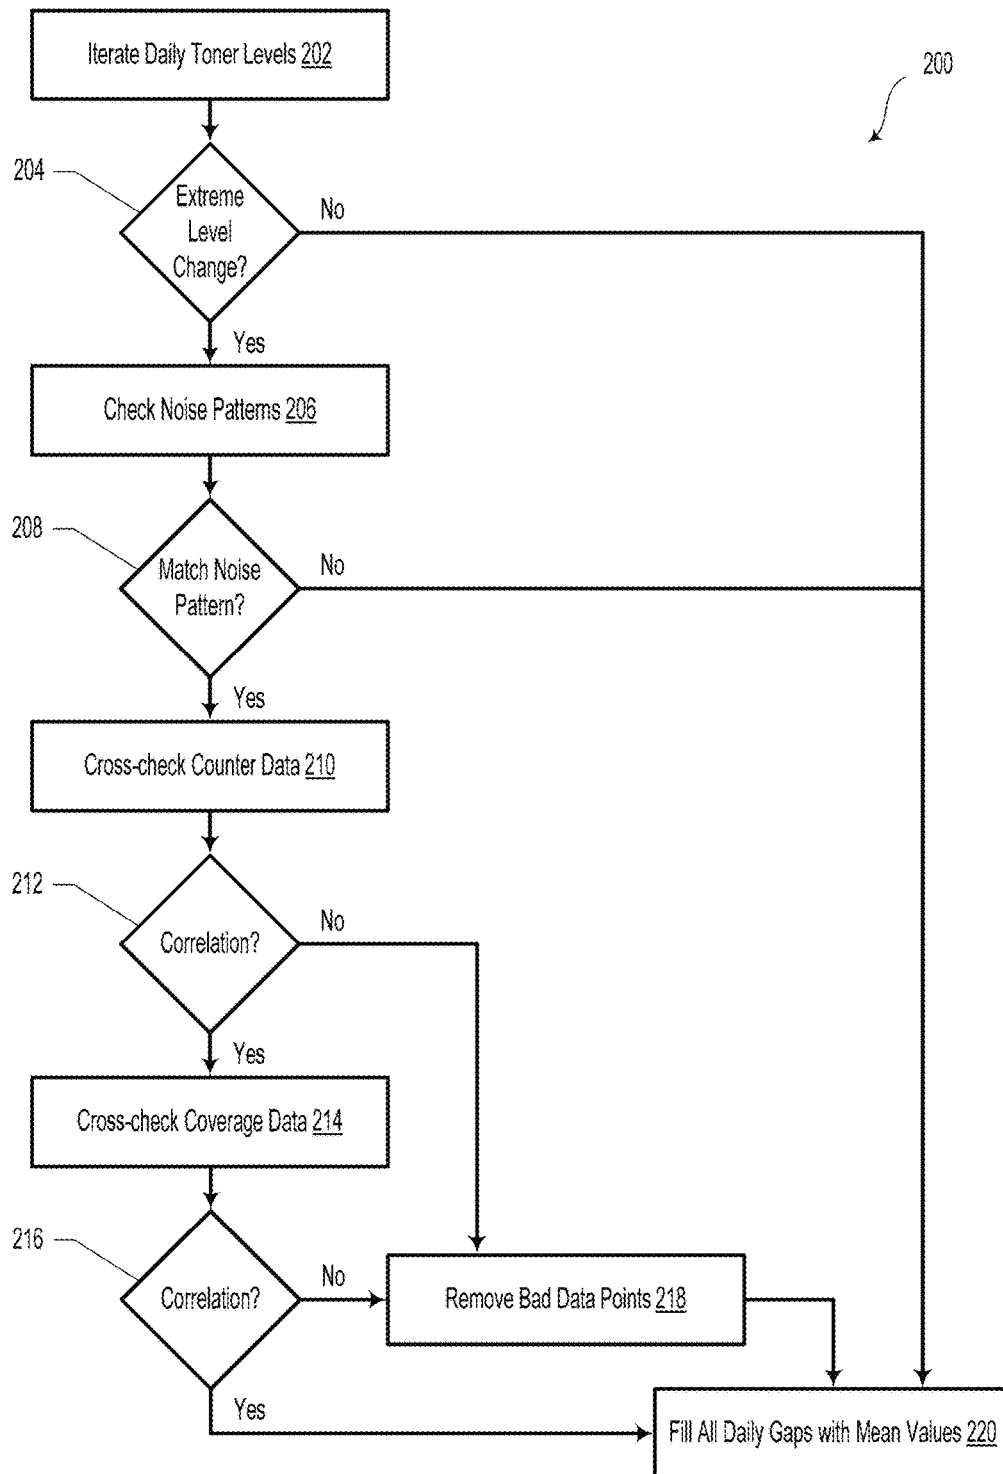 Iterate Daily Toner Levels 202
200
204
Extreme
Level
Change?
No
Yes
Check Noise Patterns 206
208
Match Noise
Pattern?
No
Yes
Cross-check Counter Data 210
212
Correlation?
No
Yes
Cross-check Coverage Data 214
216
Correlation?
No
Remove Bad Data Points 218
Yes
Fill All Daily Gaps with Mean Values 220